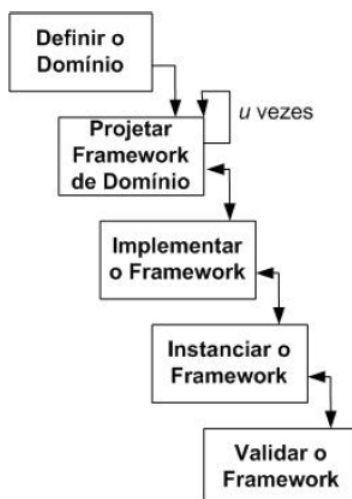 Definir o
Domínio
u vezes
Projetar
Framework
de Domínio
Implementar
o Framework
Instanciar o
Framework
Validar o
Framework